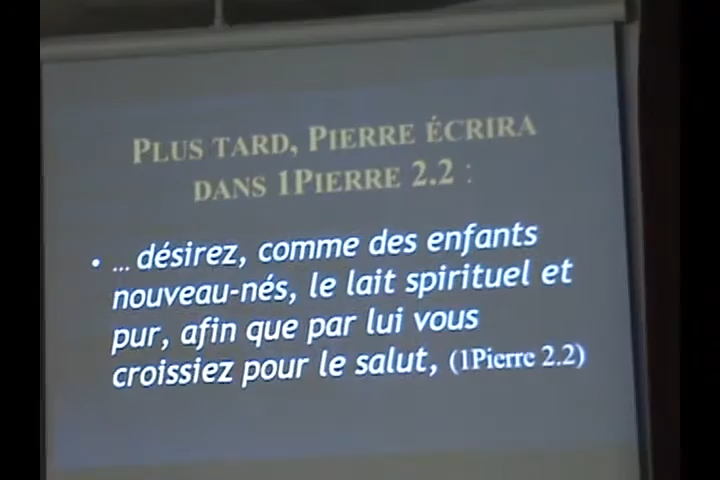 PLUS TARD, PIERRE ÉCRIRA
DANS 1PIERRE 2.2 :
• ... désirez, comme des enfants
nouveau-nés, le lait spirituel et
pur, afin que par lui vous
croissiez pour le salut, (1Pierre 2.2)